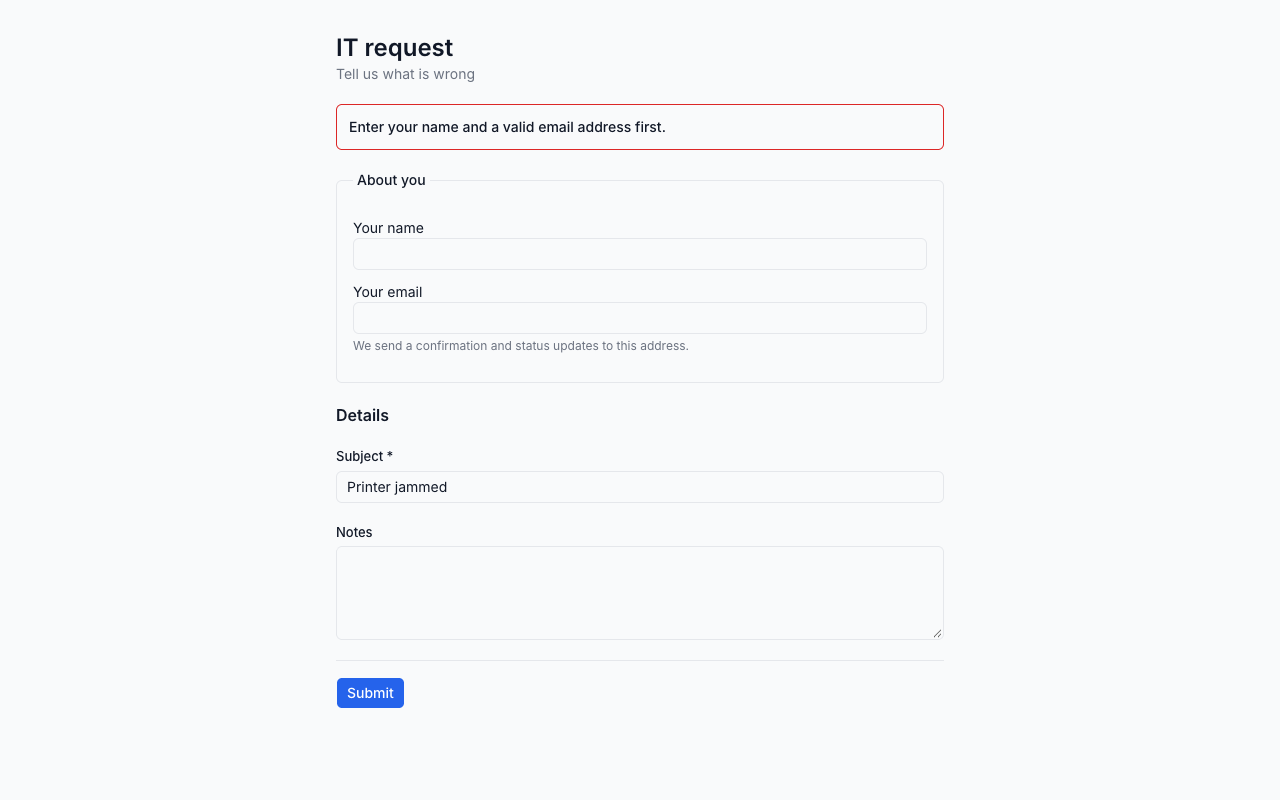 IT request
Tell us what is wrong
Enter your name and a valid email address first.
About you
Your name
Your email
We send a confirmation and status updates to this address.
Details
Subject *
Printer jammed
Notes
Submit